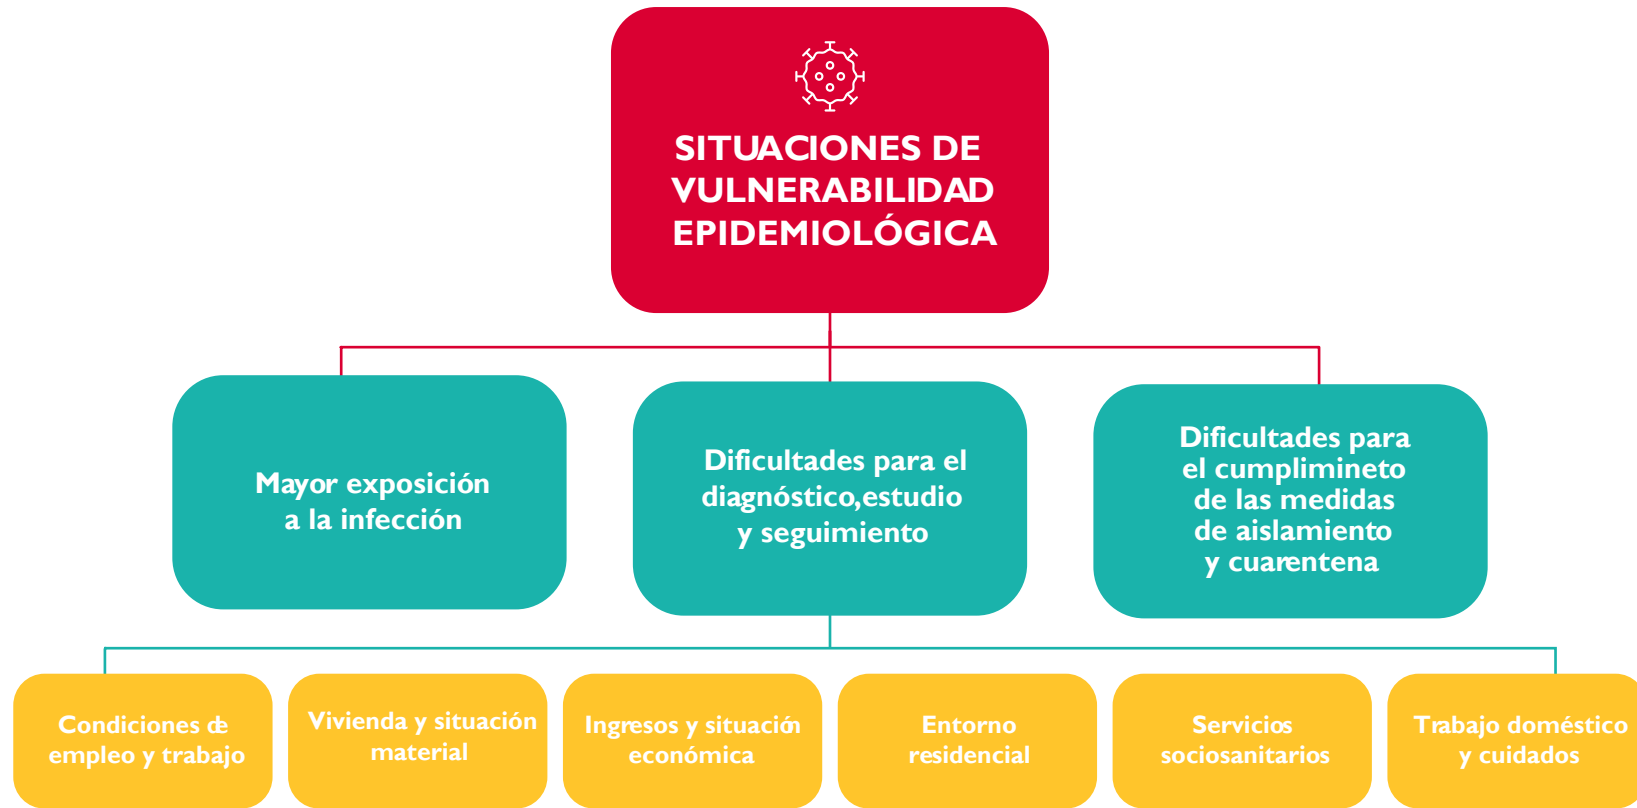 SITUACIONES DE
VULNERABILIDAD
EPIDEMIOLÓGICA
Mayor exposición
a la infección
Dificultades para el
diagnóstico,estudio
y seguimiento
Dificultades para
el cumplimineto
de las medidas
de aislamiento
y cuarentena
Condiciones de
empleo y trabajo
Vivienda y situación
material
Ingresos y situación
económica
Entorno
residencial
Servicios
sociosanitarios
Trabajo doméstico
y cuidados